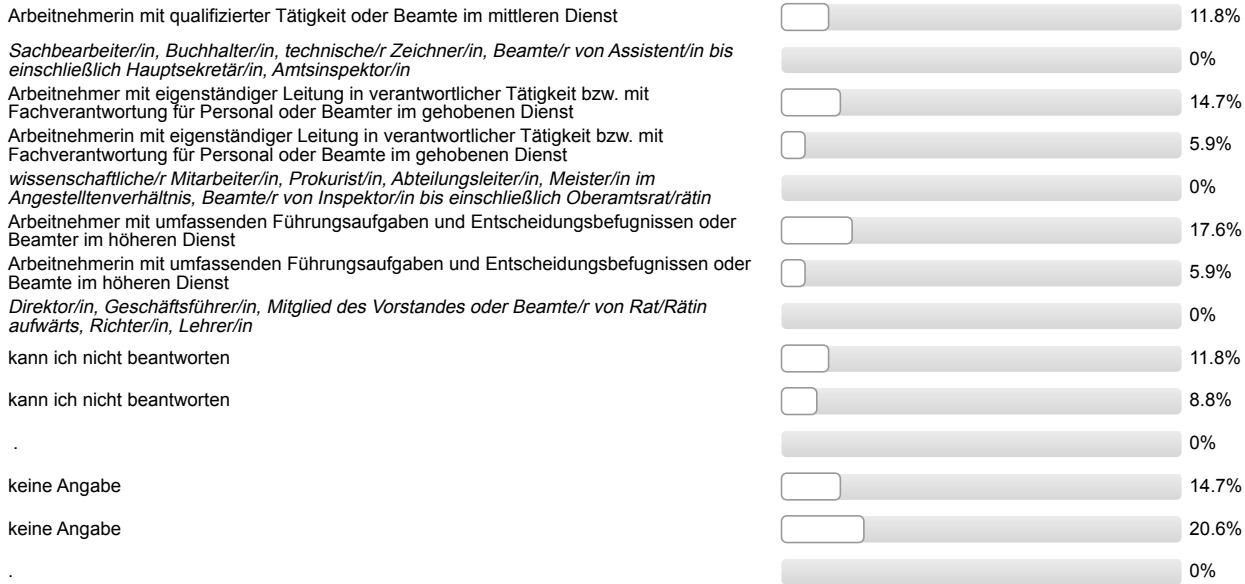 Arbeitnehmerin mit qualifizierter Tätigkeit oder Beamte im mittleren Dienst 11.8%
Sachbearbeiter/in, Buchhalter/in, technische/r Zeichner/in, Beamte/r von Assistent/in bis
einschließlich Hauptsekretär/in, Amtsinspektor/in 0%
Arbeitnehmer mit eigenständiger Leitung in verantwortlicher Tätigkeit bzw. mit
Fachverantwortung für Personal oder Beamter im gehobenen Dienst 14.7%
Arbeitnehmerin mit eigenständiger Leitung in verantwortlicher Tätigkeit bzw. mit
Fachverantwortung für Personal oder Beamte im gehobenen Dienst 5.9%
wissenschaftliche/r Mitarbeiter/in, Prokurist/in, Abteilungsleiter/in, Meister/in im
Angestelltenverhältnis, Beamte/r von Inspektor/in bis einschließlich Oberamtsrat/rätin 0%
Arbeitnehmer mit umfassenden Führungsaufgaben und Entscheidungsbefugnissen oder
Beamter im höheren Dienst 17.6%
Arbeitnehmerin mit umfassenden Führungsaufgaben und Entscheidungsbefugnissen oder
Beamte im höheren Dienst 5.9%
Direktor/in, Geschäftsführer/in, Mitglied des Vorstandes oder Beamte/r von Rat/Rätin
aufwärts, Richter/in, Lehrer/in 0%
kann ich nicht beantworten 11.8%
kann ich nicht beantworten 8.8%
. 0%
keine Angabe 14.7%
keine Angabe 20.6%
. 0%